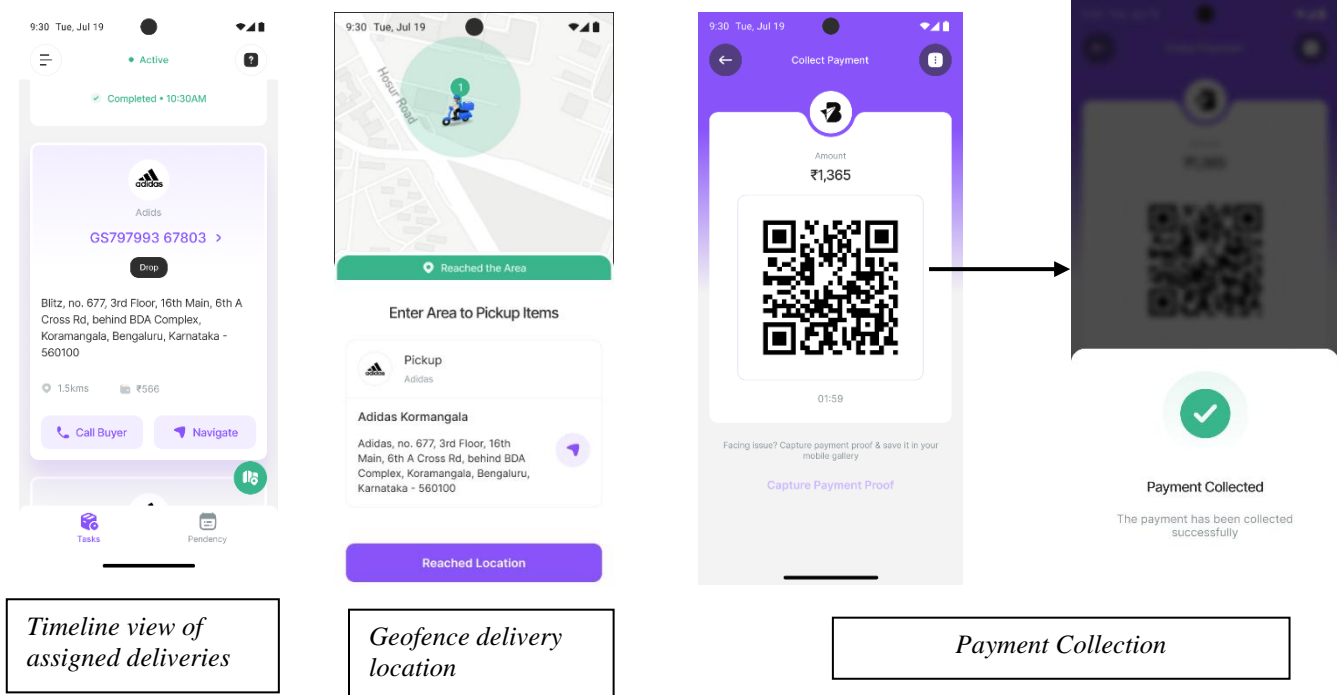 9:30 Tue, Jul 19
Active
Completed • 10:30AM
adidas
Adids
GS797993 67803 >
Drop
Blitz, no. 677, 3rd Floor, 16th Main, 6th A
Cross Rd, behind BDA Complex,
Koramangala, Bengaluru, Karnataka -
560100
1.5kms ₹566
Call Buyer Navigate
Tasks Pendency
Timeline view of
assigned deliveries
9:30 Tue, Jul 19
Hosur Road
1
Reached the Area
Enter Area to Pickup Items
adidas
Pickup
Adidas
Adidas Kormangala
Adidas, no. 677, 3rd Floor, 16th
Main, 6th A Cross Rd, behind BDA
Complex, Koramangala, Bengaluru,
Karnataka - 560100
Reached Location
Geofence delivery
location
9:30 Tue, Jul 19
Collect Payment
B
Amount
₹1,365
01:59
Facing issue? Capture payment proof & save it in your
mobile gallery
Capture Payment Proof
Payment Collected
The payment has been collected
successfully
Payment Collection